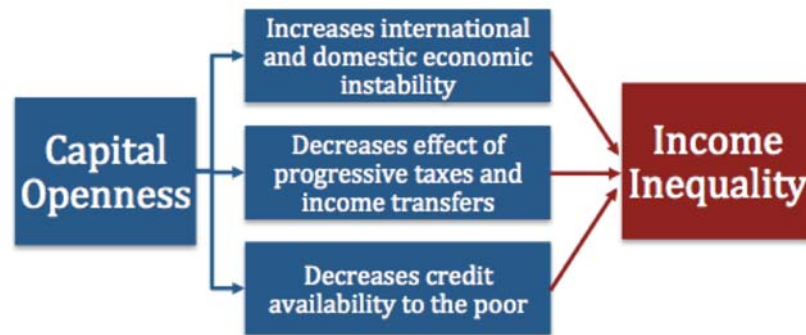 Capital
Openness
Increases international
and domestic economic
instability
Decreases effect of
progressive taxes and
income transfers
Decreases credit
availability to the poor
Income
Inequality